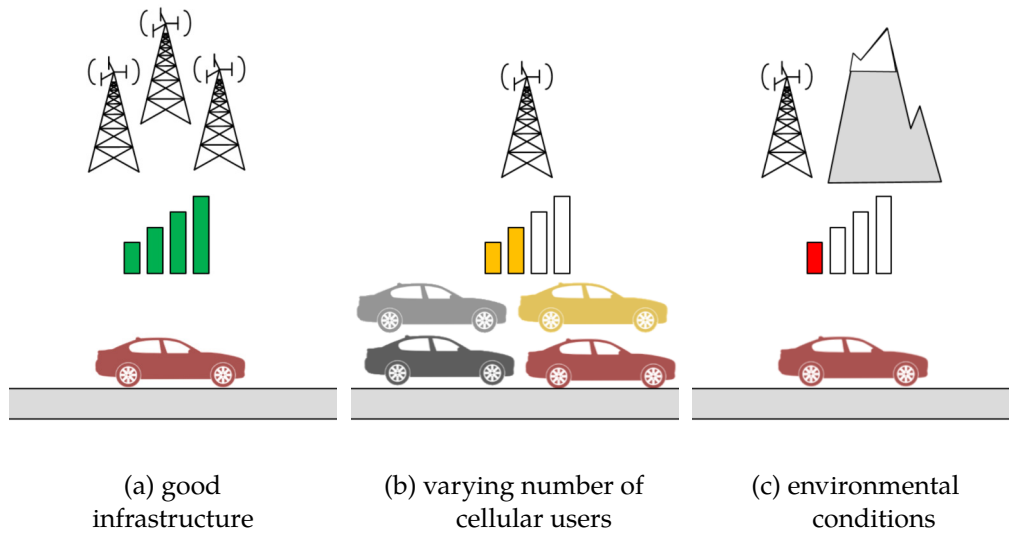 (a) good
infrastructure
(b) varying number of
cellular users
(c) environmental
conditions